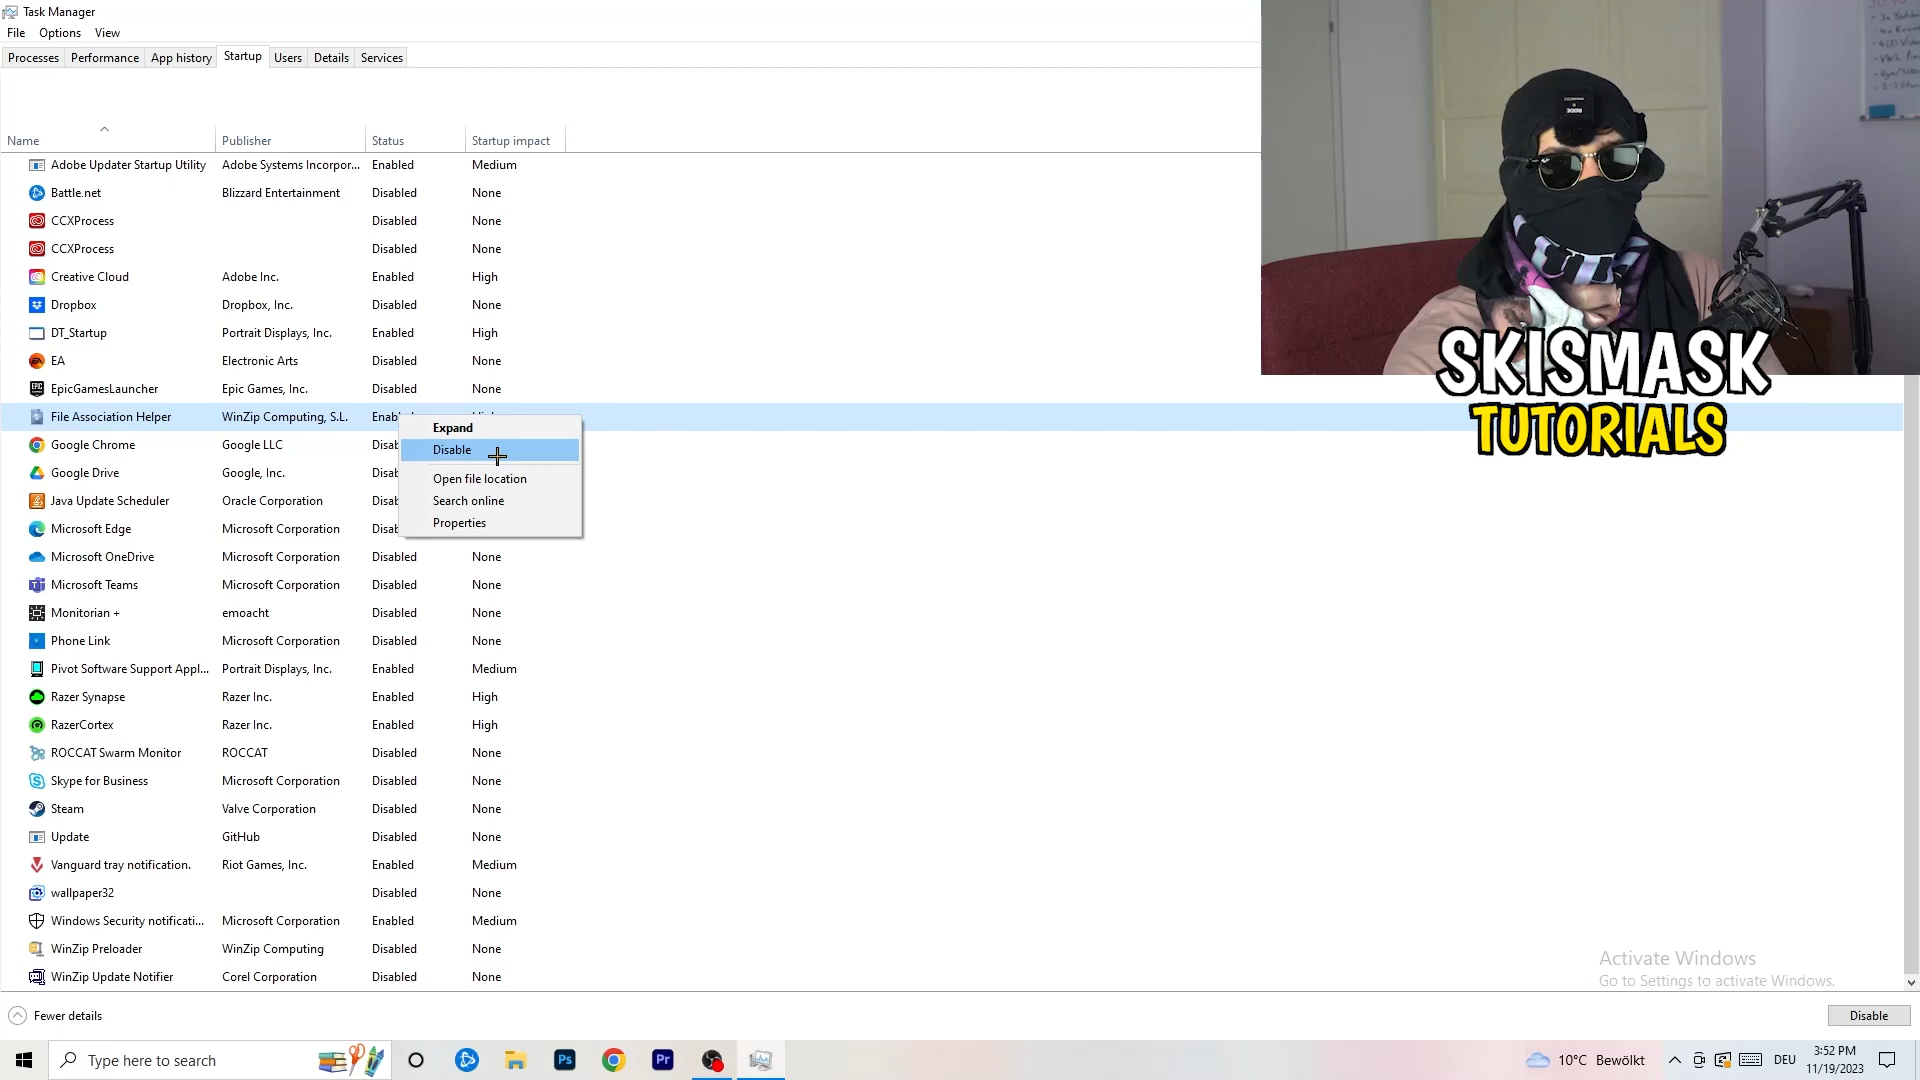 Task Manager
File Options View
Processes Performance App history Startup Users Details Services
Name Publisher Status Startup impact
Adobe Updater Startup Utility Adobe Systems Incorpor... Enabled Medium
Battle.net Blizzard Entertainment Disabled None
CCXProcess Disabled None
CCXProcess Disabled None
Creative Cloud Adobe Inc. Enabled High
Dropbox Dropbox, Inc. Disabled None
DT_Startup Portrait Displays, Inc. Enabled High
EA Electronic Arts Disabled None
EpicGamesLauncher Epic Games, Inc. Disabled None
File Association Helper WinZip Computing, S.L.
Google Chrome Google LLC
Google Drive Google, Inc.
Java Update Scheduler Oracle Corporation
Microsoft Edge Microsoft Corporation
Expand
Disable
Open file location
Search online
Properties
Microsoft OneDrive Microsoft Corporation Disabled None
Microsoft Teams Microsoft Corporation Disabled None
Monitorian + emoacht Disabled None
Phone Link Microsoft Corporation Disabled None
Pivot Software Support Appl... Portrait Displays, Inc. Enabled Medium
Razer Synapse Razer Inc. Enabled High
RazerCortex Razer Inc. Enabled High
ROCCAT Swarm Monitor ROCCAT Disabled None
Skype for Business Microsoft Corporation Disabled None
Steam Valve Corporation Disabled None
Update GitHub Disabled None
Vanguard tray notification. Riot Games, Inc. Enabled Medium
wallpaper32 Disabled None
Windows Security notificati... Microsoft Corporation Enabled Medium
WinZip Preloader WinZip Computing Disabled None
WinZip Update Notifier Corel Corporation Disabled None
SKISMASK
TUTORIALS
Activate Windows
Go to Settings to activate Windows.
Fewer details
Disable
Type here to search
Ps
Pr
10°C Bewölkt
DEU
3:52 PM
11/19/2023